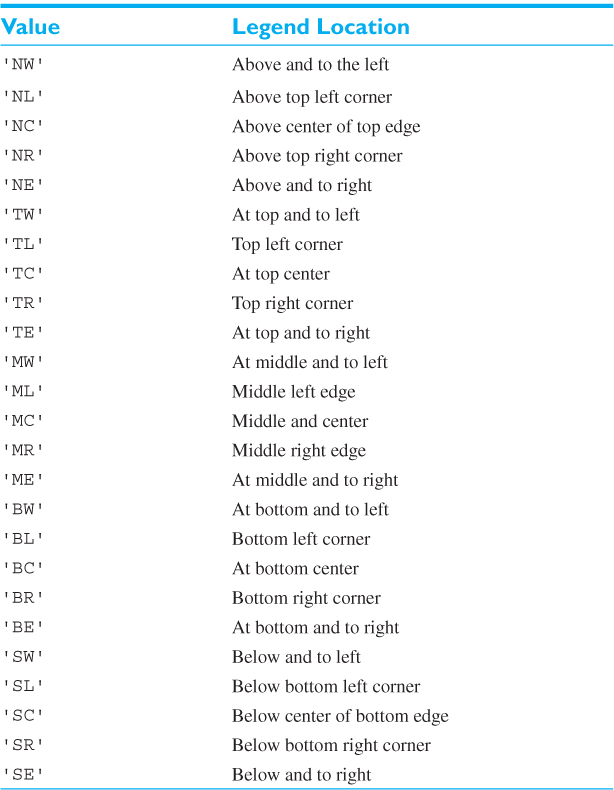 Value Legend Location
'NW' Above and to the left
'NL' Above top left corner
'NC' Above center of top edge
'NR' Above top right corner
'NE' Above and to right
'TW' At top and to left
'TL' Top left corner
'TC' At top center
'TR' Top right corner
'TE' At top and to right
'MW' At middle and to left
'ML' Middle left edge
'MC' Middle and center
'MR' Middle right edge
'ME' At middle and to right
'BW' At bottom and to left
'BL' Bottom left corner
'BC' At bottom center
'BR' Bottom right corner
'BE' At bottom and to right
'SW' Below and to left
'SL' Below bottom left corner
'SC' Below center of bottom edge
'SR' Below bottom right corner
'SE' Below and to right